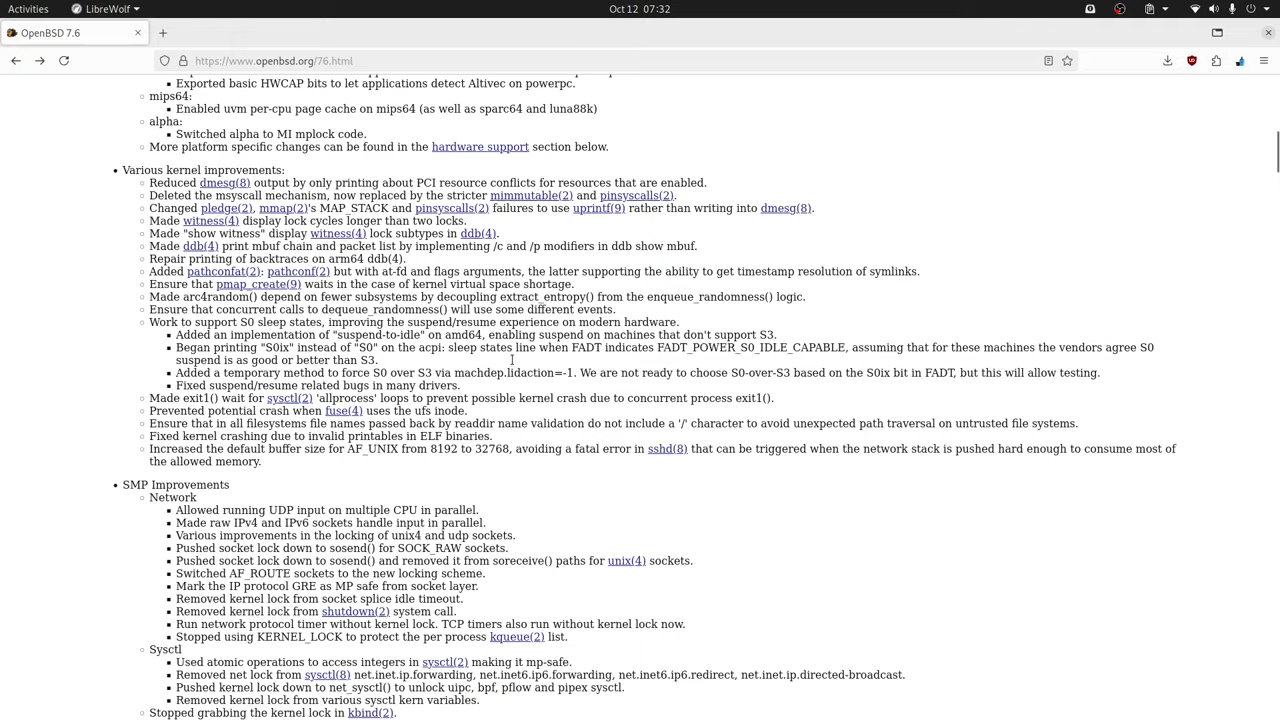 Activities LibreWolf Oct 12 07:32
OpenBSD 7.6
https://www.openbsd.org/76.html
Exported basic HWCAP bits to let applications detect Altivec on powerpc.
mips64:
Enabled uvm per-cpu page cache on mips64 (as well as sparc64 and luna88k)
alpha:
Switched alpha to MI mplock code.
More platform specific changes can be found in the hardware support section below.
Various kernel improvements:
Reduced dmesg(8) output by only printing about PCI resource conflicts for resources that are enabled.
Deleted the msyscall mechanism, now replaced by the stricter mimmutable(2) and pinsyscalls(2).
Changed pledge(2), mmap(2)'s MAP_STACK and pinsyscalls(2) failures to use uprintf(9) rather than writing into dmesg(8).
Made witness(4) display lock cycles longer than two locks.
Made "show witness" display witness(4) lock subtypes in ddb(4).
Made ddb(4) print mbuf chain and packet list by implementing /c and /p modifiers in ddb show mbuf.
Repair printing of backtraces on arm64 ddb(4).
Added pathconfat(2): pathconf(2) but with at-fd and flags arguments, the latter supporting the ability to get timestamp resolution of symlinks.
Ensure that pmap_create(9) waits in the case of kernel virtual space shortage.
Made arc4random() depend on fewer subsystems by decoupling extract_entropy() from the enqueue_randomness() logic.
Ensure that concurrent calls to dequeue_randomness() will use some different events.
Work to support S0 sleep states, improving the suspend/resume experience on modern hardware.
Added an implementation of "suspend-to-idle" on amd64, enabling suspend on machines that don't support S3.
Began printing "S0ix" instead of "S0" on the acpi: sleep states line when FADT indicates FADT_POWER_S0_IDLE_CAPABLE, assuming that for these machines the vendors agree S0
suspend is as good or better than S3.
Added a temporary method to force S0 over S3 via machdep.lidaction=-1. We are not ready to choose S0-over-S3 based on the S0ix bit in FADT, but this will allow testing.
Fixed suspend/resume related bugs in many drivers.
Made exit1() wait for sysctl(2) 'allprocess' loops to prevent possible kernel crash due to concurrent process exit1().
Prevented potential crash when fuse(4) uses the ufs inode.
Ensure that in all filesystems file names passed back by readdir name validation do not include a '/' character to avoid unexpected path traversal on untrusted file systems.
Fixed kernel crashing due to invalid printables in ELF binaries.
Increased the default buffer size for AF_UNIX from 8192 to 32768, avoiding a fatal error in sshd(8) that can be triggered when the network stack is pushed hard enough to consume most of
the allowed memory.
SMP Improvements
Network
Allowed running UDP input on multiple CPU in parallel.
Made raw IPv4 and IPv6 sockets handle input in parallel.
Various improvements in the locking of unix4 and udp sockets.
Pushed socket lock down to sosend() for SOCK_RAW sockets.
Pushed socket lock down to sosend() and removed it from soreceive() paths for unix(4) sockets.
Switched AF_ROUTE sockets to the new locking scheme.
Mark the IP protocol GRE as MP safe from socket layer.
Removed kernel lock from socket splice idle timeout.
Removed kernel lock from shutdown(2) system call.
Run network protocol timer without kernel lock. TCP timers also run without kernel lock now.
Stopped using KERNEL_LOCK to protect the per process kqueue(2) list.
Sysctl
Used atomic operations to access integers in sysctl(2) making it mp-safe.
Removed net lock from sysctl(8) net.inet.ip.forwarding, net.inet6.ip6.forwarding, net.inet6.ip6.redirect, net.inet.ip.directed-broadcast.
Pushed kernel lock down to net_sysctl() to unlock uipc, bpf, pflow and pipex sysctl.
Removed kernel lock from various sysctl kern variables.
Stopped grabbing the kernel lock in kbind(2).